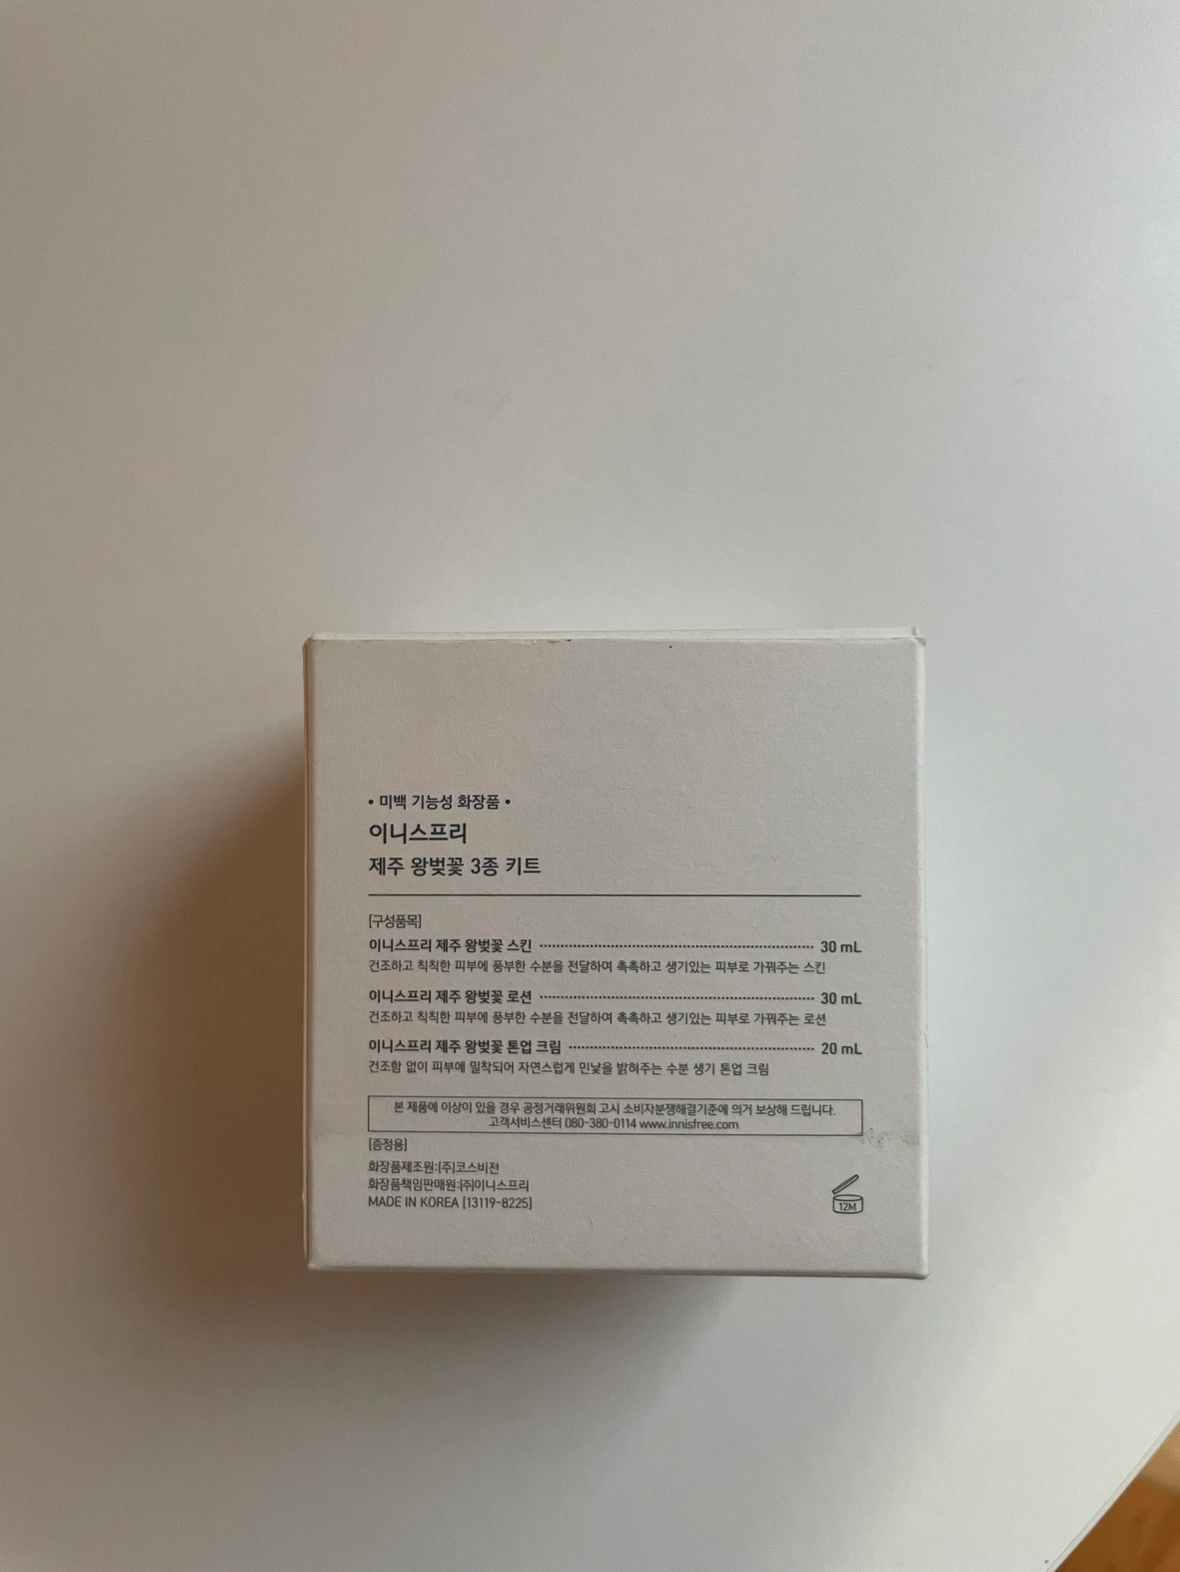 • 미백 기능성 화장품 •
이니스프리
제주 왕벚꽃 3종 키트
[구성품목]
이니스프리 제주 왕벚꽃 스킨 30 mL
건조하고 칙칙한 피부에 풍부한 수분을 전달하여 촉촉하고 생기있는 피부로 가꿔주는 스킨
이니스프리 제주 왕벚꽃 로션 30 mL
건조하고 칙칙한 피부에 풍부한 수분을 전달하여 촉촉하고 생기있는 피부로 가꿔주는 로션
이니스프리 제주 왕벚꽃 톤업 크림 20 mL
건조함 없이 피부에 밀착되어 자연스럽게 민낯을 밝혀주는 수분 생기 톤업 크림
본 제품에 이상이 있을 경우 공정거래위원회 고시 소비자분쟁해결기준에 의거 보상해 드립니다.
고객서비스센터 080-380-0114 www.innisfree.com
[증정용]
화장품제조원:(주)코스비전
화장품책임판매원:㈜이니스프리
MADE IN KOREA [13119-8225]
12M